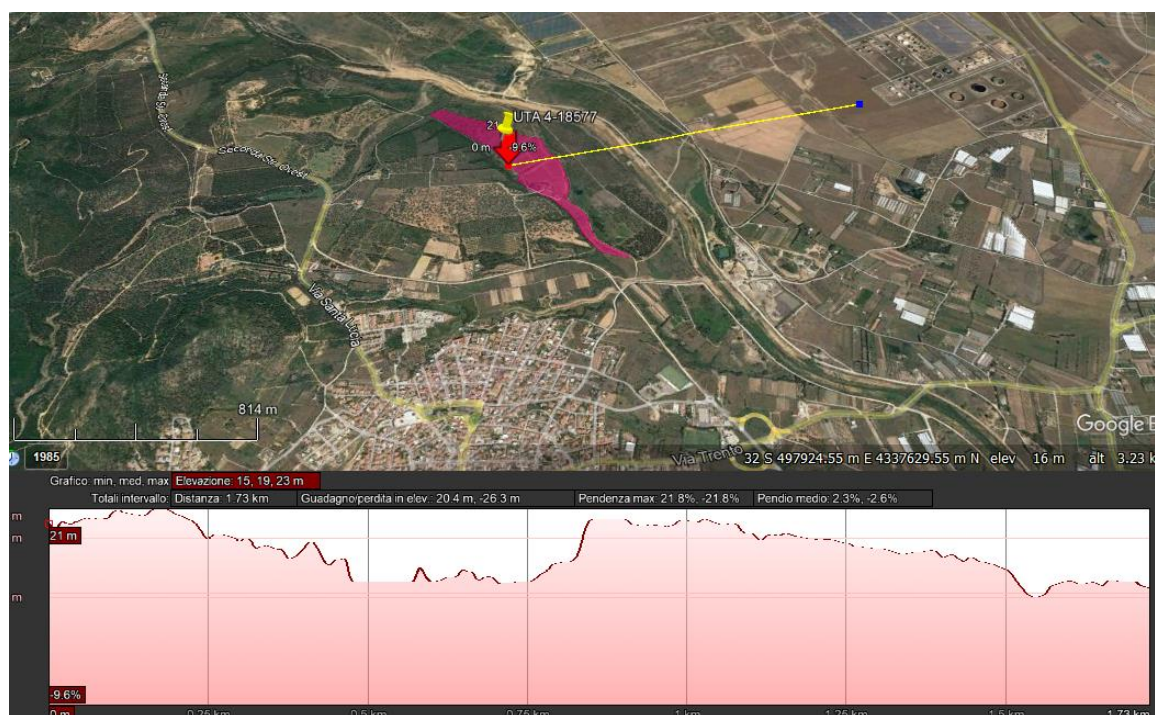 Seconda Str. Ovest
UTA 4-18577
21
0 m -9.6%
Via Santa Lucia
814 m
Via Trento
Google E
1985
32 S 497924.55 m E 4337629.55 m N elev 16 m alt 3.23 k
Grafico: min, med, max Elevazione: 15, 19, 23 m
Totali intervallo: Distanza: 1.73 km Guadagno/perdita in elev.: 20.4 m, -26.3 m Pendenza max: 21.8%, -21.8% Pendio medio: 2.3%, -2.6%
m
m
21 m
m
-9.6%
0 m 0.25 km 0.5 km 0.75 km 1 km 1.25 km 1.5 km 1.73 km